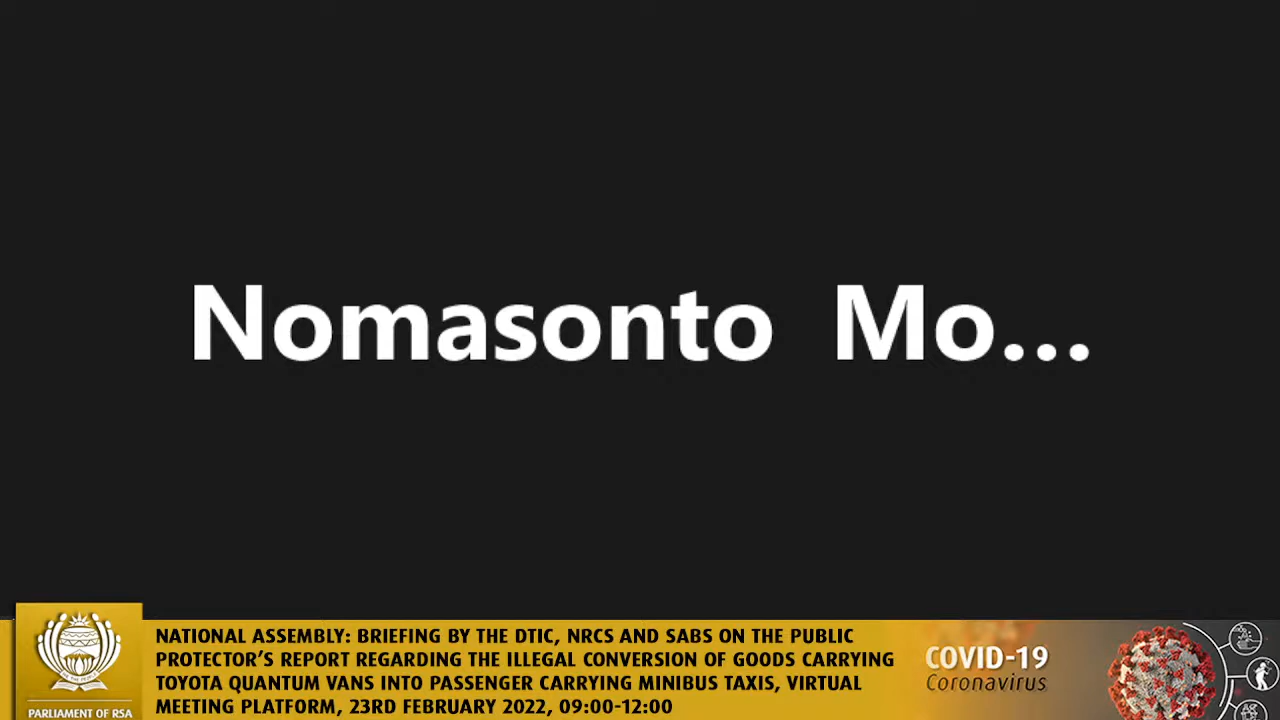 Nomasonto Mo...
NATIONAL ASSEMBLY: BRIEFING BY THE DTIC, NRCS AND SABS ON THE PUBLIC
PROTECTOR'S REPORT REGARDING THE ILLEGAL CONVERSION OF GOODS CARRYING
TOYOTA QUANTUM VANS INTO PASSENGER CARRYING MINIBUS TAXIS, VIRTUAL
MEETING PLATFORM, 23RD FEBRUARY 2022, 09:00-12:00
PARLIAMENT OF RSA
COVID-19
Coronavirus